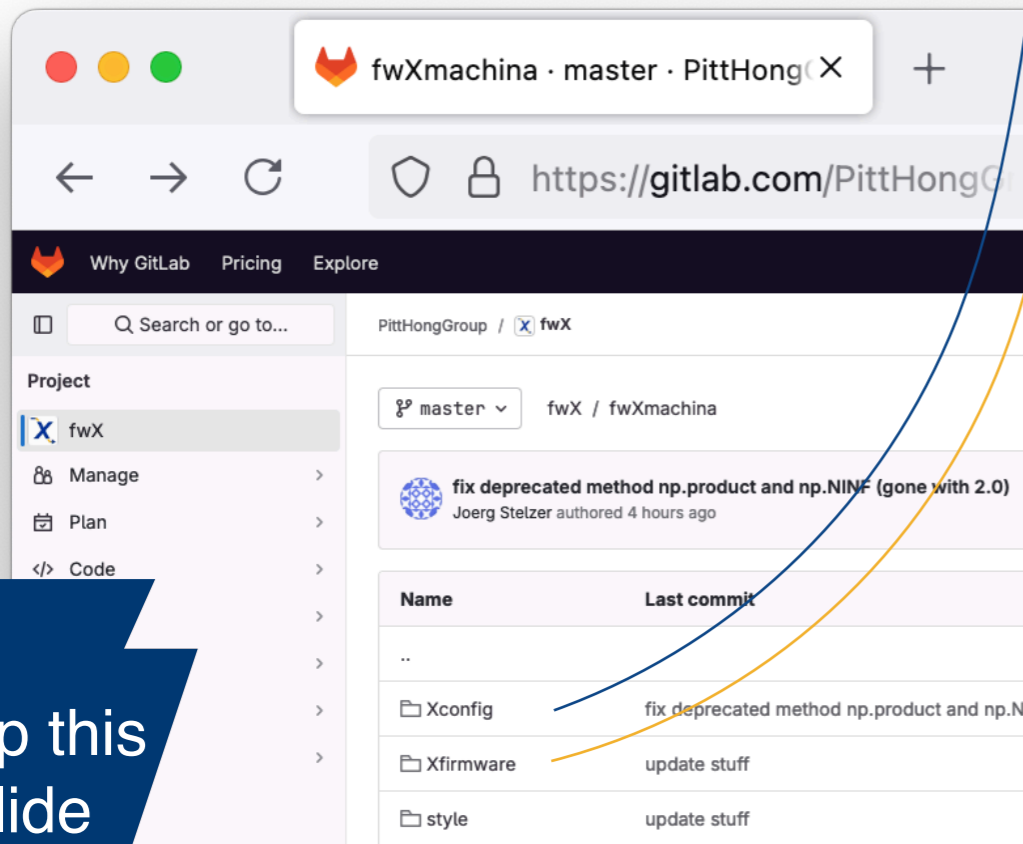 fwXmachina · master · PittHong
https://gitlab.com/PittHongG
Why GitLab Pricing Explore
Search or go to...
PittHongGroup / fwX
Project
master fwX / fwXmachina
fwX
Manage
fix deprecated method np.product and np.NINF (gone with 2.0)
Joerg Stelzer authored 4 hours ago
Plan
Code
Name Last commit
..
Xconfig fix deprecated method np.product and np.N
Xfirmware update stuff
style update stuff
p this
lide